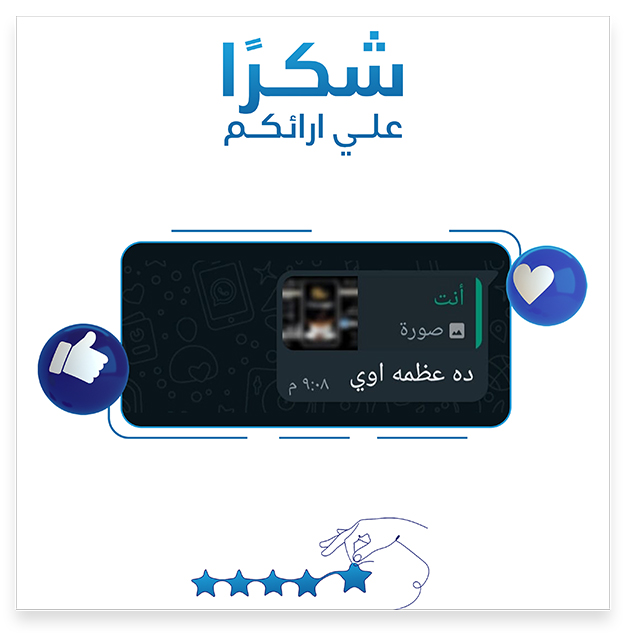 شكرًا
علي ارائكم
أنت
صورة
ده عظمه اوي
٩:٠٨ م